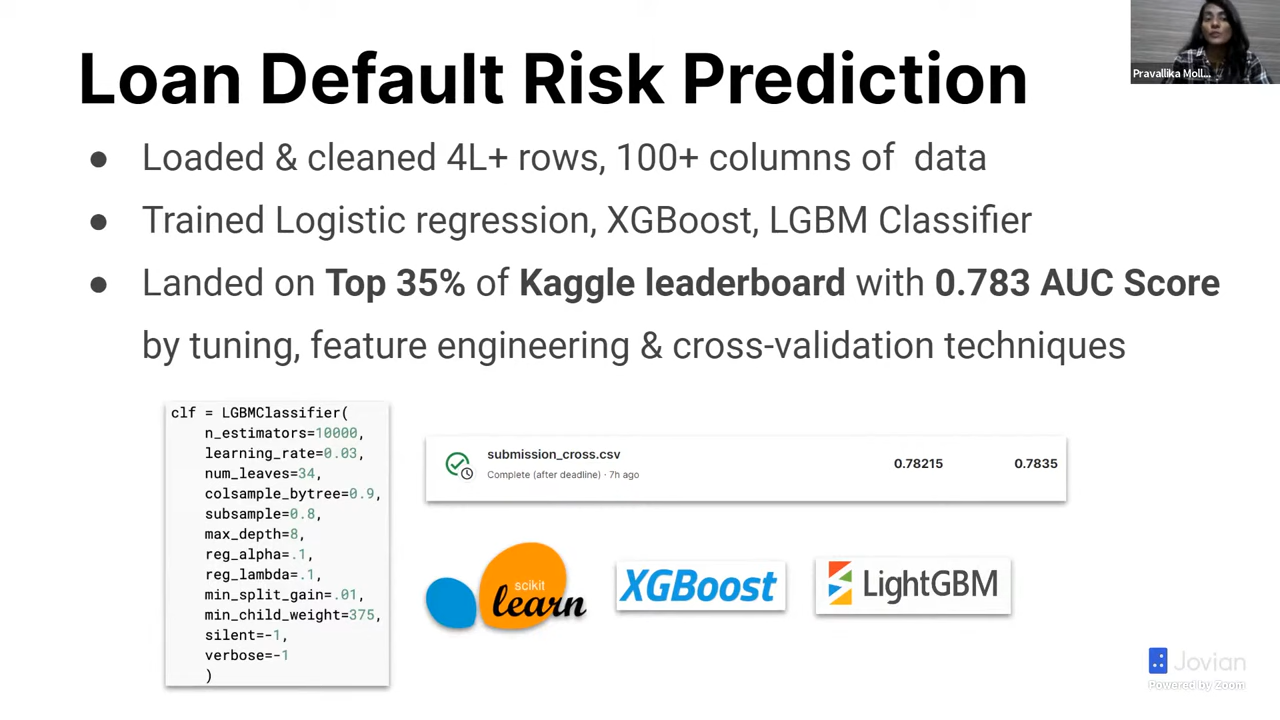 Loan Default Risk Prediction
Pravallika Moll...
● Loaded & cleaned 4L+ rows, 100+ columns of data
● Trained Logistic regression, XGBoost, LGBM Classifier
● Landed on Top 35% of Kaggle leaderboard with 0.783 AUC Score
by tuning, feature engineering & cross-validation techniques
clf = LGBMClassifier(
n_estimators=10000,
learning_rate=0.03,
num_leaves=34,
colsample_bytree=0.9,
subsample=0.8,
max_depth=8,
reg_alpha=.1,
reg_lambda=.1,
min_split_gain=.01,
min_child_weight=375,
silent=-1,
verbose=-1
)
submission_cross.csv
Complete (after deadline) · 7h ago
0.78215 0.7835
scikit
learn
XGBoost
LightGBM
Jovian
Powered by Zoom